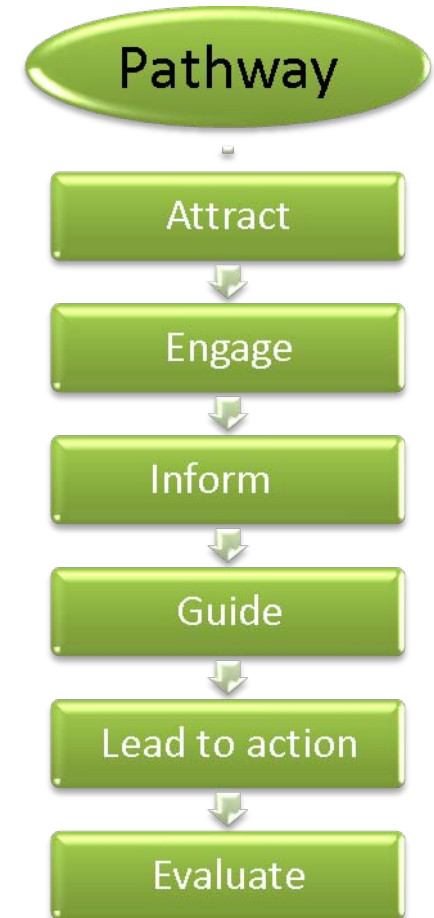 Pathway
Attract
Engage
Inform
Guide
Lead to action
Evaluate